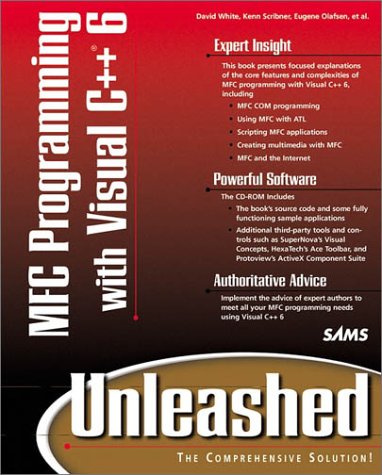 David White, Kenn Scribner, Eugene Olafsen, et al.
MFC Programming
with Visual C++® 6
Expert Insight
This book presents focused explanations
of the core features and complexities of
MFC programming with Visual C++ 6,
including
• MFC COM programming
• Using MFC with ATL
• Scripting MFC applications
• Creating multimedia with MFC
• MFC and the Internet
Powerful Software
The CD-ROM Includes
• The book's source code and some fully
functioning sample applications
• Additional third-party tools and con-
trols such as SuperNova's Visual
Concepts, HexaTech's Ace Toolbar, and
Protoview's ActiveX Component Suite
Authoritative Advice
Implement the advice of expert authors to
meet all your MFC programming needs
using Visual C++ 6
SAMS
Unleashed
THE COMPREHENSIVE SOLUTION!